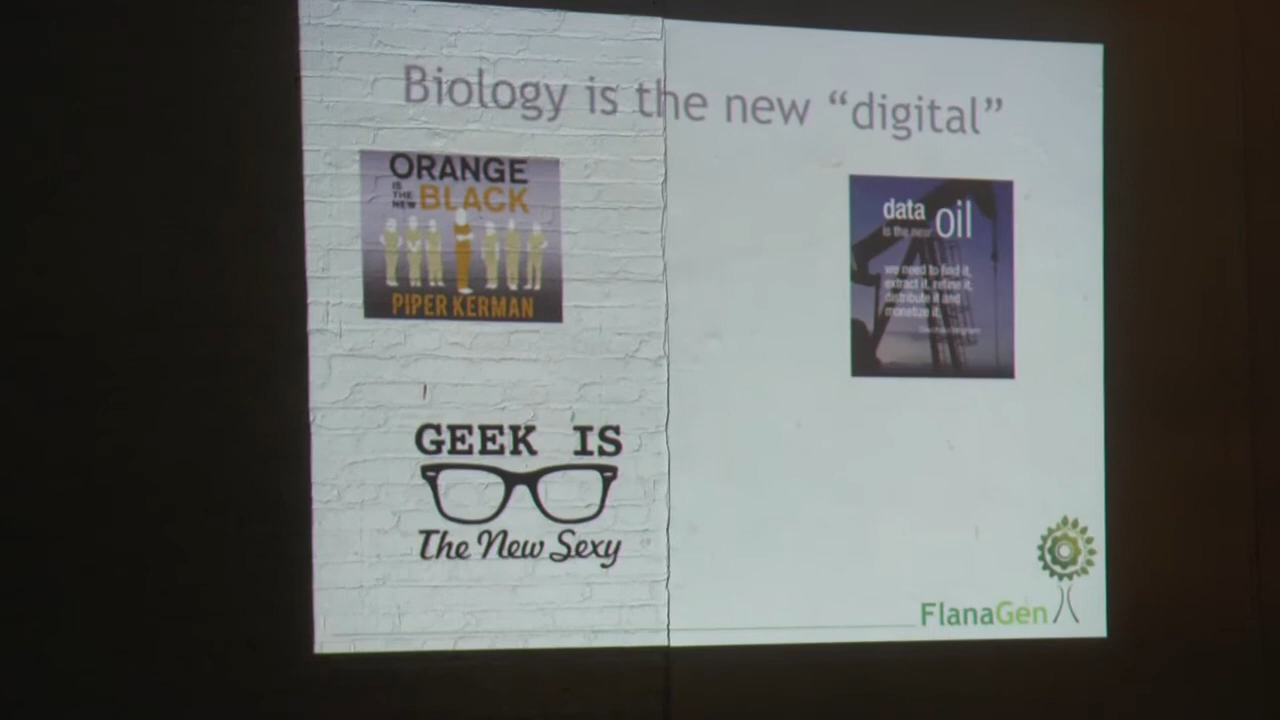 Biology is the new “digital”
ORANGE
IS THE NEW BLACK
PIPER KERMAN
data
is the new oil
we need to find it,
extract it, refine it,
distribute it and
monetize it.
GEEK IS
The New Sexy
FlanaGen